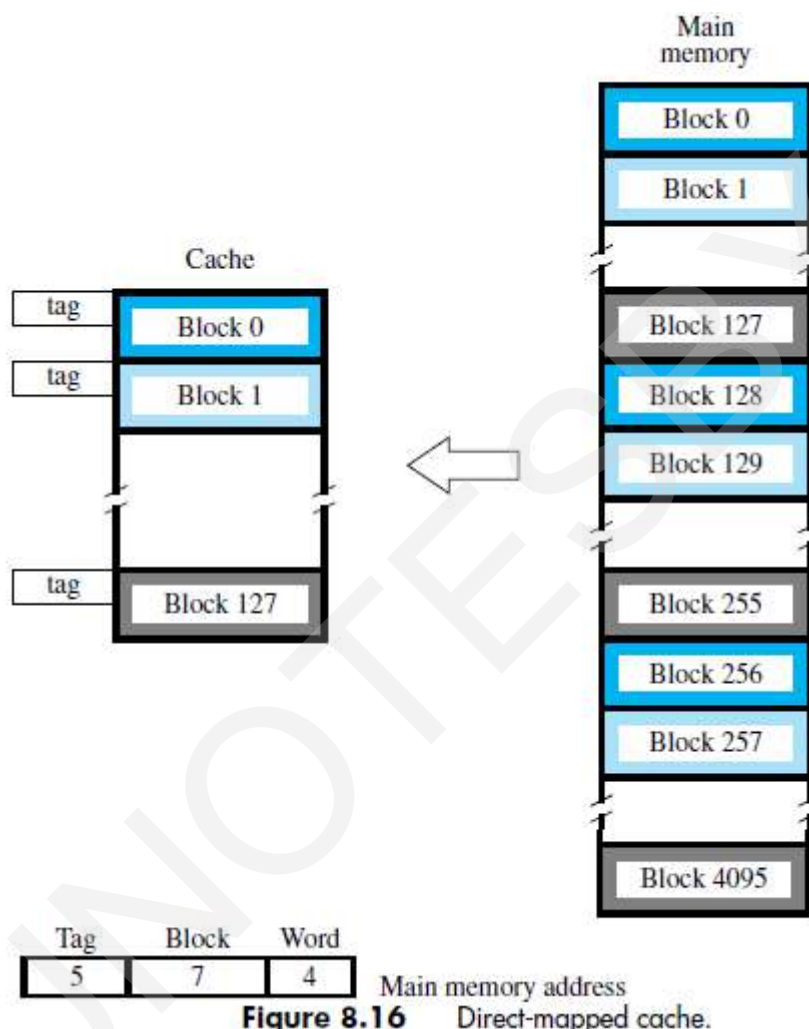 Main
memory
Block 0
Block 1
Block 127
Block 128
Block 129
Block 255
Block 256
Block 257
Block 4095
Cache
tag
Block 0
tag
Block 1
tag
Block 127
Tag Block Word
5 7 4 Main memory address
Figure 8.16 Direct-mapped cache.
NOTESBY